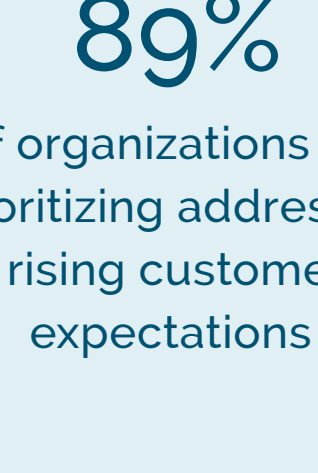 89%
f organizations
oritizing addres
rising custome
expectations